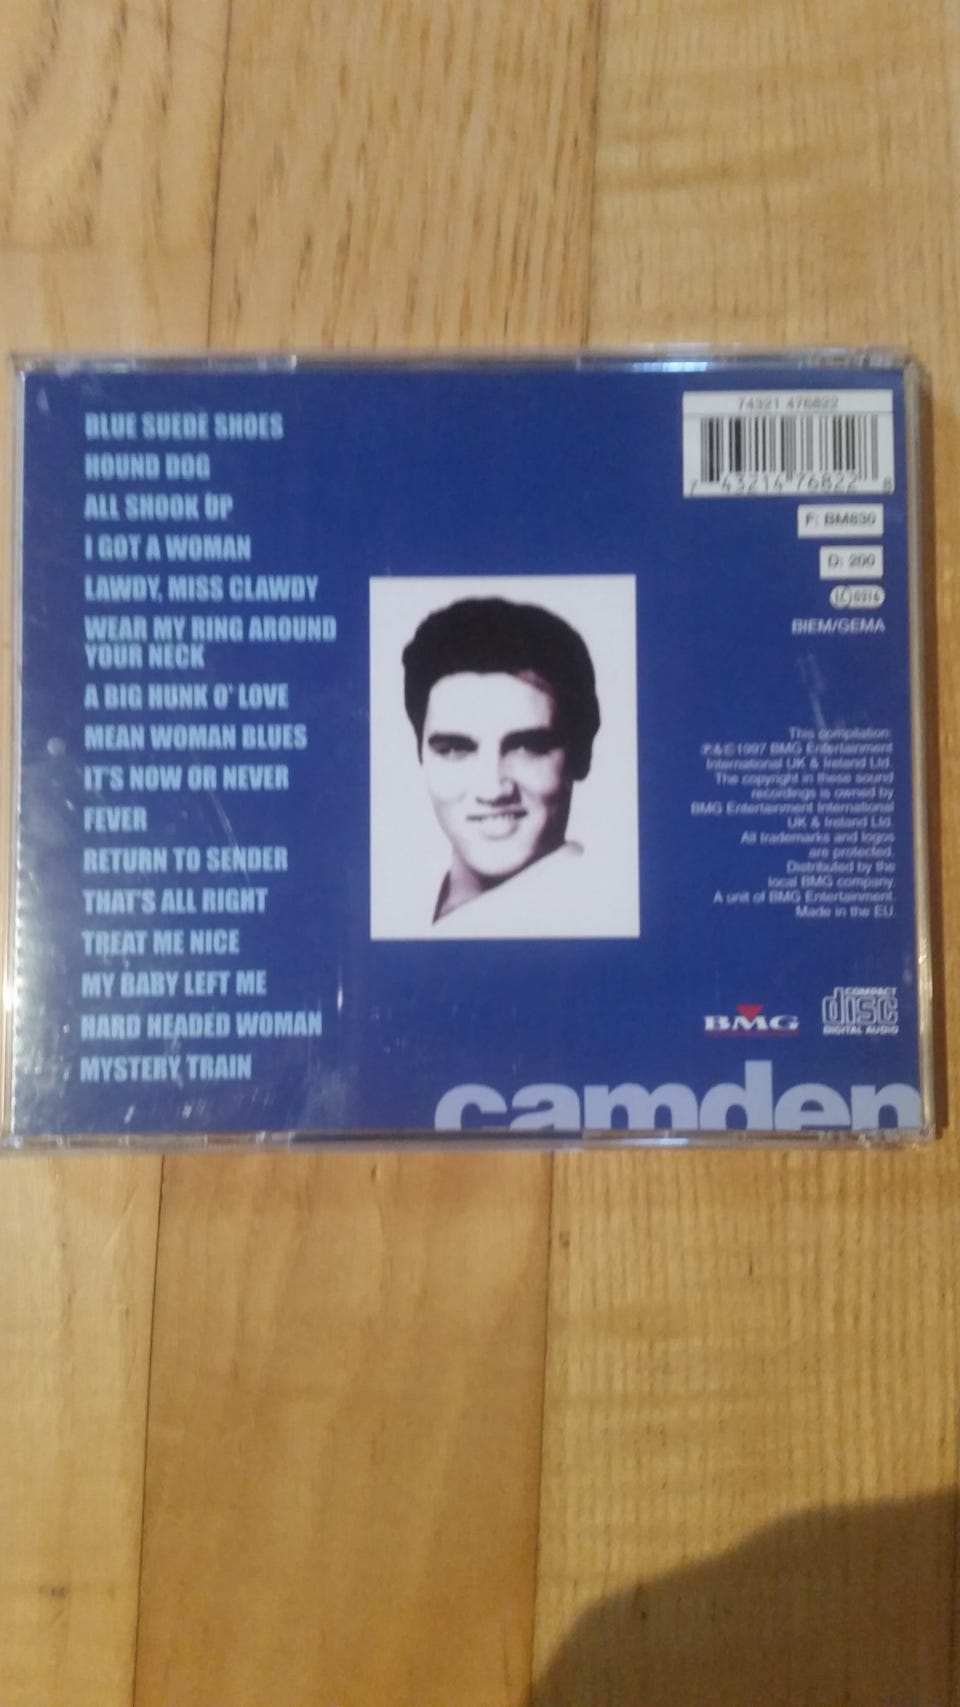 BLUE SUEDE SHOES
HOUND DOG
ALL SHOOK UP
I GOT A WOMAN
LAWDY, MISS CLAWDY
WEAR MY RING AROUND
YOUR NECK
A BIG HUNK O' LOVE
MEAN WOMAN BLUES
IT'S NOW OR NEVER
FEVER
RETURN TO SENDER
THAT'S ALL RIGHT
TREAT ME NICE
MY BABY LEFT ME
HARD HEADED WOMAN
MYSTERY TRAIN
74321 476822
7 43214 76822 8
F: BM830
D: 200
LC 0316
BIEM/GEMA
This compilation:
℗&© 1997 BMG Entertainment
International UK & Ireland Ltd.
The copyright in these sound
recordings is owned by
BMG Entertainment International
UK & Ireland Ltd.
All trademarks and logos
are protected.
Distributed by the
local BMG company.
A unit of BMG Entertainment.
Made in the EU.
BMG
COMPACT
disc
DIGITAL AUDIO
camden